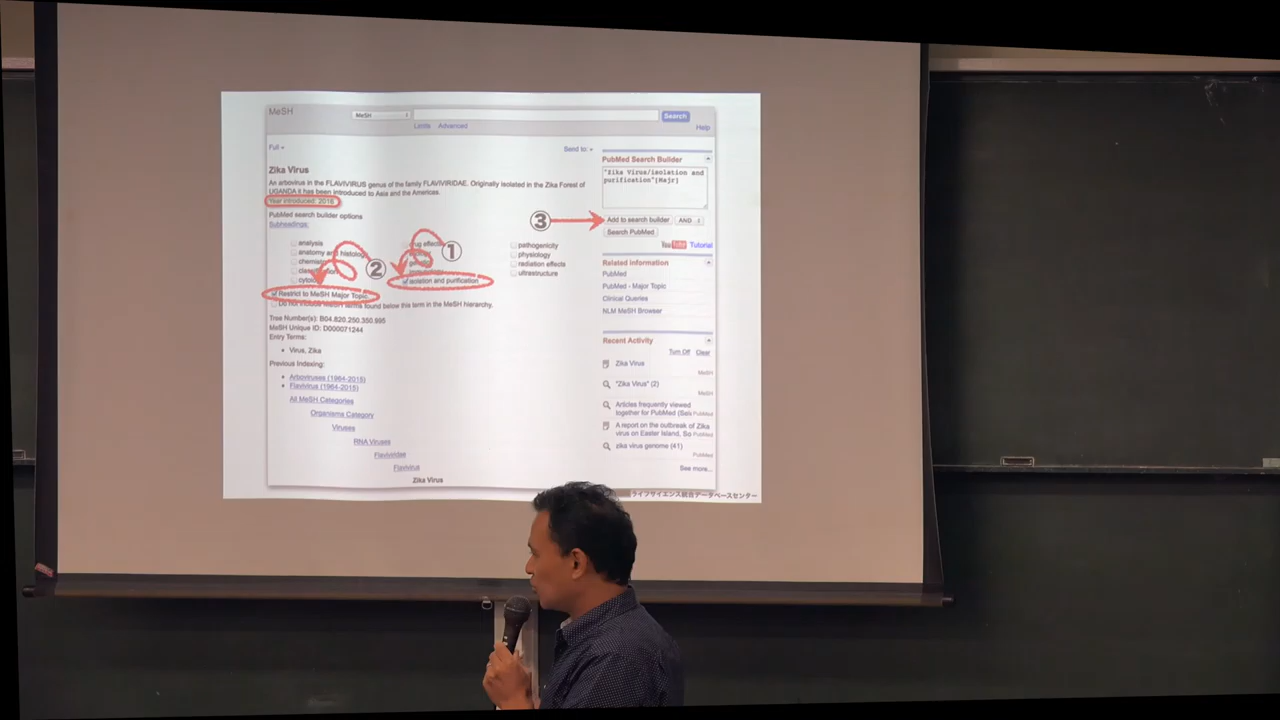 MeSH
MeSH
Search
Limits Advanced
Help
Full
Send to:
Zika Virus
An arbovirus in the FLAVIVIRUS genus of the family FLAVIVIRIDAE. Originally isolated in the Zika Forest of
UGANDA it has been introduced to Asia and the Americas.
Year introduced: 2016
PubMed search builder options
Subheadings:
analysis
anatomy and histology
classification
drug effects
isolation and purification
pathogenicity
physiology
radiation effects
ultrastructure
①
②
③
Restrict to MeSH Major Topic.
Do not include MeSH terms found below this term in the MeSH hierarchy.
Tree Number(s): B04.820.250.350.995
MeSH Unique ID: D000071244
Entry Terms:
Virus, Zika
Previous Indexing:
Arboviruses (1964-2015)
Flavivirus (1964-2015)
All MeSH Categories
Organisms Category
Viruses
RNA Viruses
Flaviviridae
Flavivirus
Zika Virus
PubMed Search Builder
"Zika Virus/isolation and
purification"[Majr]
Add to search builder AND
Search PubMed
YouTube Tutorial
Related information
PubMed
PubMed - Major Topic
Clinical Queries
NLM MeSH Browser
Recent Activity
Turn Off Clear
Zika Virus
MeSH
"Zika Virus" (2)
MeSH
Articles frequently viewed
together for PubMed (Sele PubMed
A report on the outbreak of Zika
virus on Easter Island, So PubMed
zika virus genome (41)
PubMed
See more...
ライフサイエンス統合データベースセンター